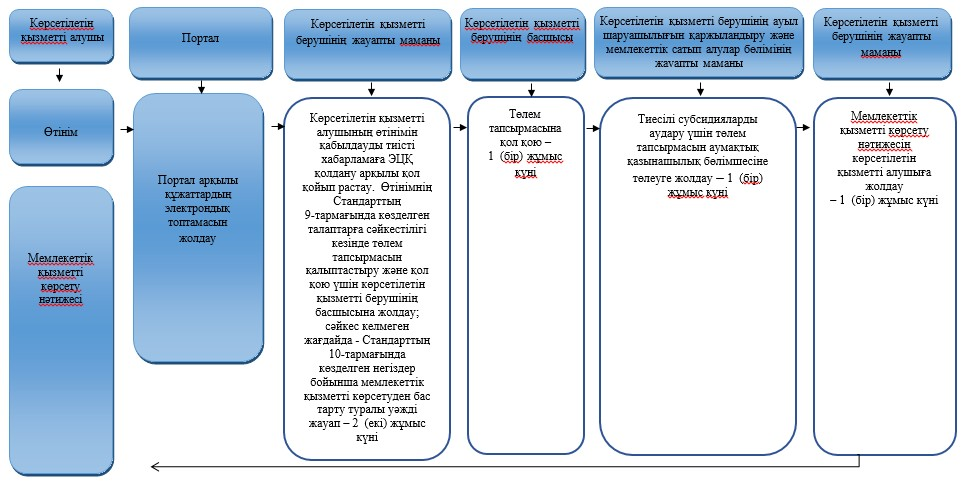 Көрсетілетін
қызметті алушы
Портал
Көрсетілетін қызметті
берушінің жауапты маманы
Көрсетілетін қызметті
берушінің басшысы
Көрсетілетін қызметті берушінің ауыл
шаруашылығын қаржыландыру және
мемлекеттік сатып алулар бөлімінің
жауапты маманы
Көрсетілетін қызметті
берушінің жауапты
маманы
Өтінім
Портал арқылы
құжаттардың
электрондық
топтамасын
жолдау
Көрсетілетін қызметті
алушының өтінімін
қабылдауды тиісті
хабарламаға ЭЦҚ
қолдану арқылы қол
қойып растау. Өтінімнің
Стандарттың
9-тармағында көзделген
талаптарға сәйкестілігі
кезінде төлем
тапсырмасын
қалыптастыру және қол
қою үшін көрсетілетін
қызметті берушінің
басшысына жолдау;
сәйкес келмеген
жағдайда - Стандарттың
10-тармағында
көзделген негіздер
бойынша мемлекеттік
қызметті көрсетуден бас
тарту туралы уәжді
жауап – 2 (екі) жұмыс
күні
Төлем
тапсырмасына
қол қою –
1 (бір) жұмыс
күні
Тиесілі субсидияларды
аудару үшін төлем
тапсырмасын аумақтық
қазынашылық бөлімшесіне
төлеуге жолдау – 1 (бір)
жұмыс күні
Мемлекеттік
қызметті көрсету
нәтижесін
көрсетілетін
қызметті алушыға
жолдау
– 1 (бір) жұмыс күні
Мемлекеттік
қызметті
көрсету
нәтижесі